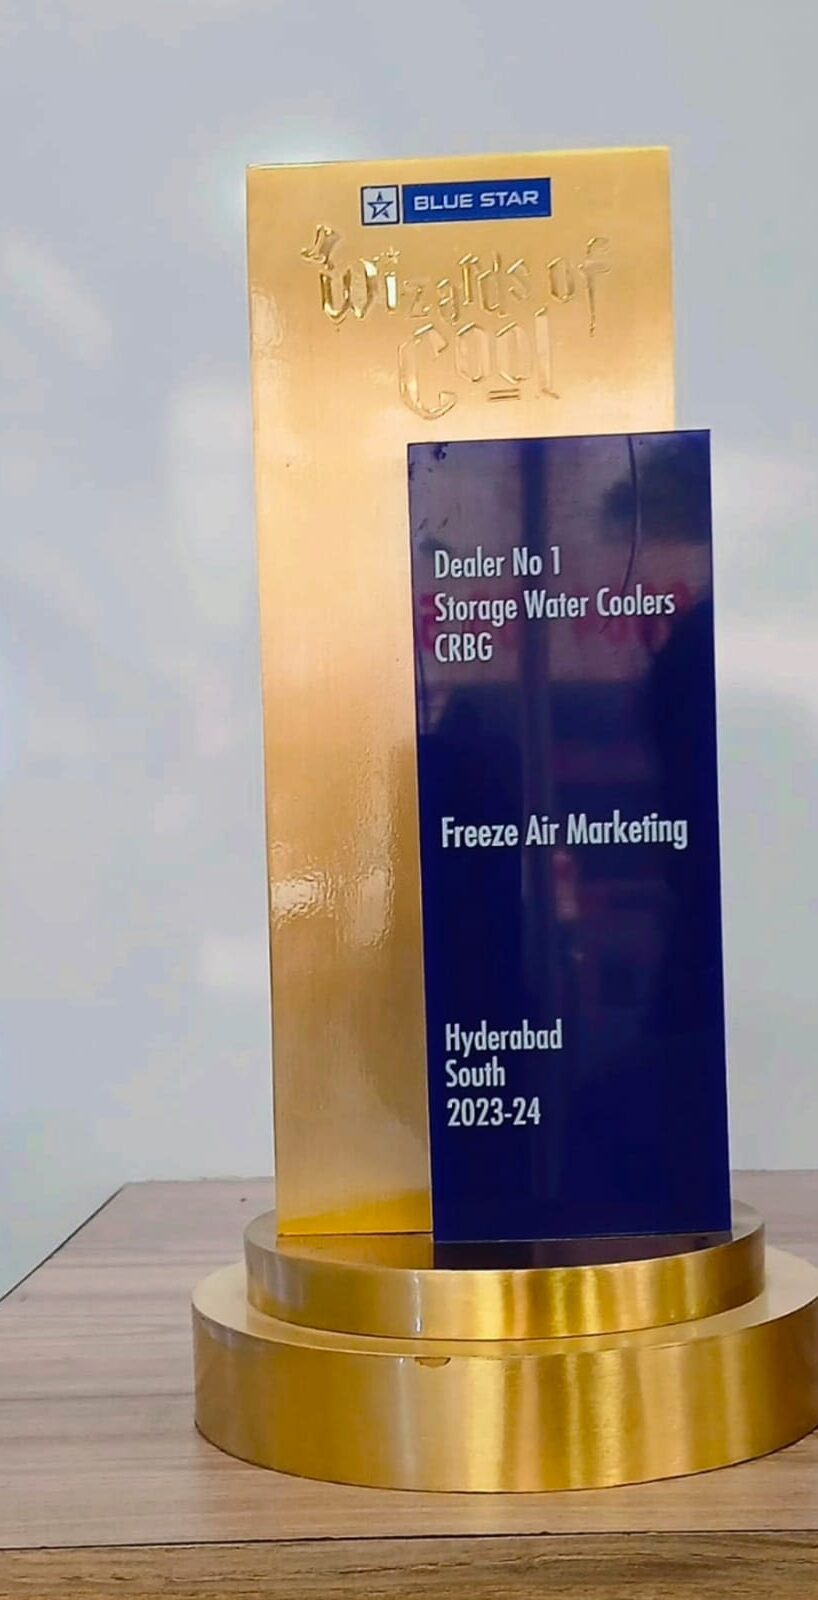 BLUE STAR
Wizards of
Cool
Dealer No 1
Storage Water Coolers
CRBG
Freeze Air Marketing
Hyderabad
South
2023-24